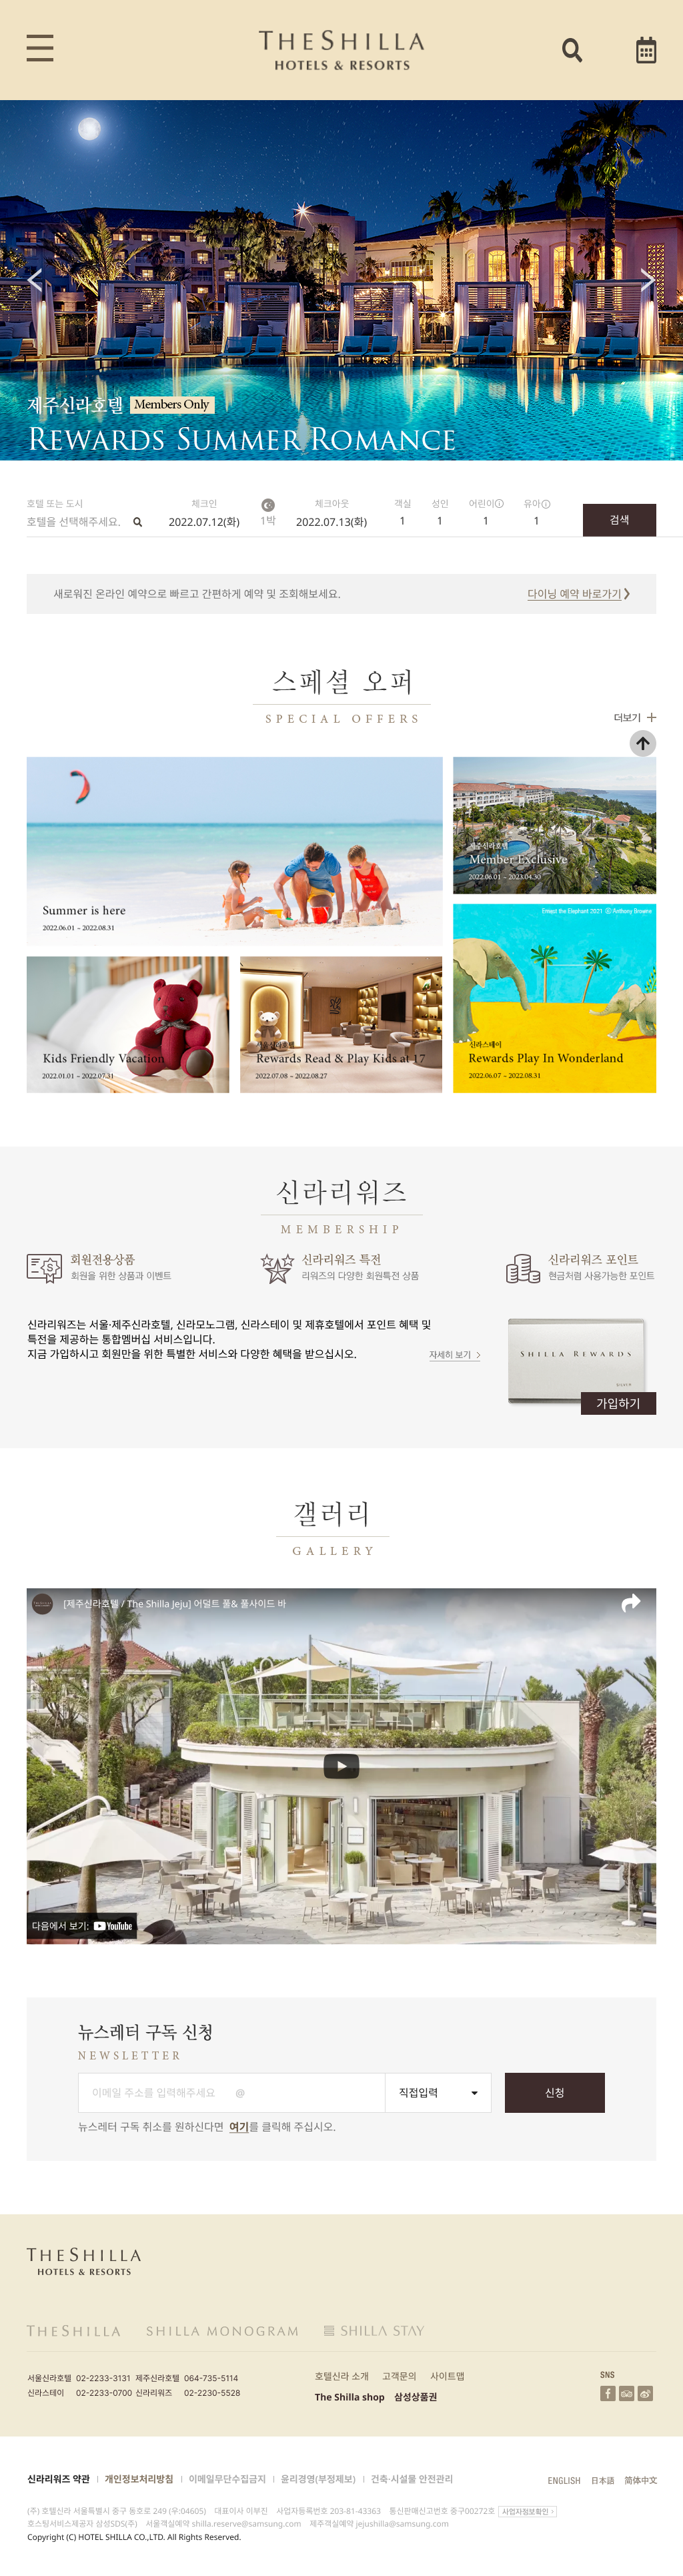 THE SHILLA
HOTELS & RESORTS
제주신라호텔 Members Only
REWARDS SUMMER ROMANCE
호텔 또는 도시 체크인 체크아웃 객실 성인 어린이 유아
호텔을 선택해주세요. 2022.07.12(화) 1박 2022.07.13(화) 1 1 1 1
검색
새로워진 온라인 예약으로 빠르고 간편하게 예약 및 조회해보세요. 다이닝 예약 바로가기
스페셜 오퍼
SPECIAL OFFERS
더보기
Summer is here
2022.06.01 ~ 2022.08.31
제주신라호텔
Member Exclusive
2022.06.01 ~ 2023.04.30
Ernest the Elephant 2021 ⓒ Anthony Browne
Kids Friendly Vacation
2022.01.01 ~ 2022.07.31
서울신라호텔
Rewards Read & Play Kids at 17
2022.07.08 ~ 2022.08.27
신라스테이
Rewards Play In Wonderland
2022.06.07 ~ 2022.08.31
신라리워즈
MEMBERSHIP
회원전용상품
회원을 위한 상품과 이벤트
신라리워즈 특전
리워즈의 다양한 회원특전 상품
신라리워즈 포인트
현금처럼 사용가능한 포인트
신라리워즈는 서울·제주신라호텔, 신라모노그램, 신라스테이 및 제휴호텔에서 포인트 혜택 및
특전을 제공하는 통합멤버십 서비스입니다.
지금 가입하시고 회원만을 위한 특별한 서비스와 다양한 혜택을 받으십시오.
자세히 보기
SHILLA REWARDS
SILVER
가입하기
갤러리
GALLERY
[제주신라호텔 / The Shilla Jeju] 어덜트 풀& 풀사이드 바
다음에서 보기: YouTube
뉴스레터 구독 신청
NEWSLETTER
이메일 주소를 입력해주세요 @ 직접입력 신청
뉴스레터 구독 취소를 원하신다면 여기를 클릭해 주십시오.
THE SHILLA
HOTELS & RESORTS
THE SHILLA SHILLA MONOGRAM SHILLA STAY
서울신라호텔 02-2233-3131 제주신라호텔 064-735-5114
신라스테이 02-2233-0700 신라리워즈 02-2230-5528
호텔신라 소개 고객문의 사이트맵
The Shilla shop 삼성상품권
SNS
신라리워즈 약관 | 개인정보처리방침 | 이메일무단수집금지 | 윤리경영(부정제보) | 건축·시설물 안전관리
ENGLISH 日本語 简体中文
(주) 호텔신라 서울특별시 중구 동호로 249 (우:04605) 대표이사 이부진 사업자등록번호 203-81-43363 통신판매신고번호 중구00272호 사업자정보확인 >
호스팅서비스제공자 삼성SDS(주) 서울객실예약 shilla.reserve@samsung.com 제주객실예약 jejushilla@samsung.com
Copyright (C) HOTEL SHILLA CO.,LTD. All Rights Reserved.